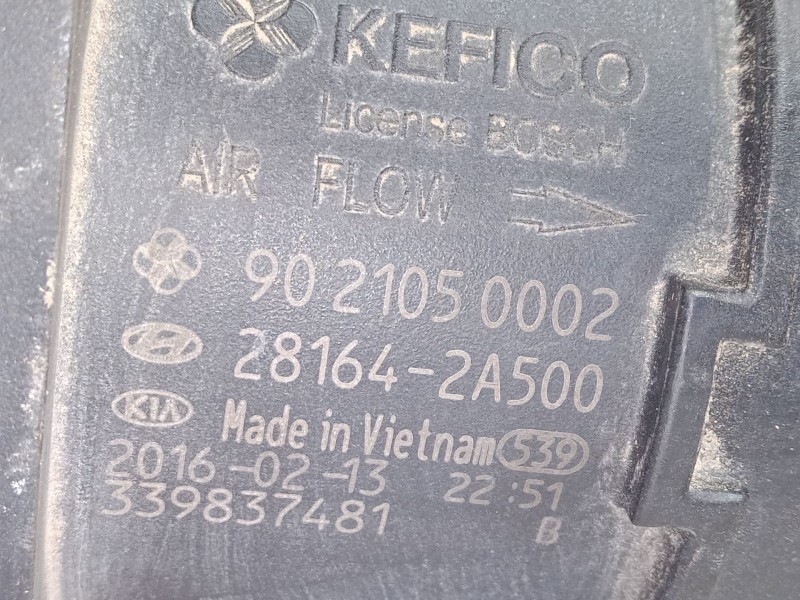 KEFICO
License BOSCH
AIR FLOW
90 2105 0002
28164-2A500
KIA Made in Vietnam 539
2016-02-13 22:51
339837481 B